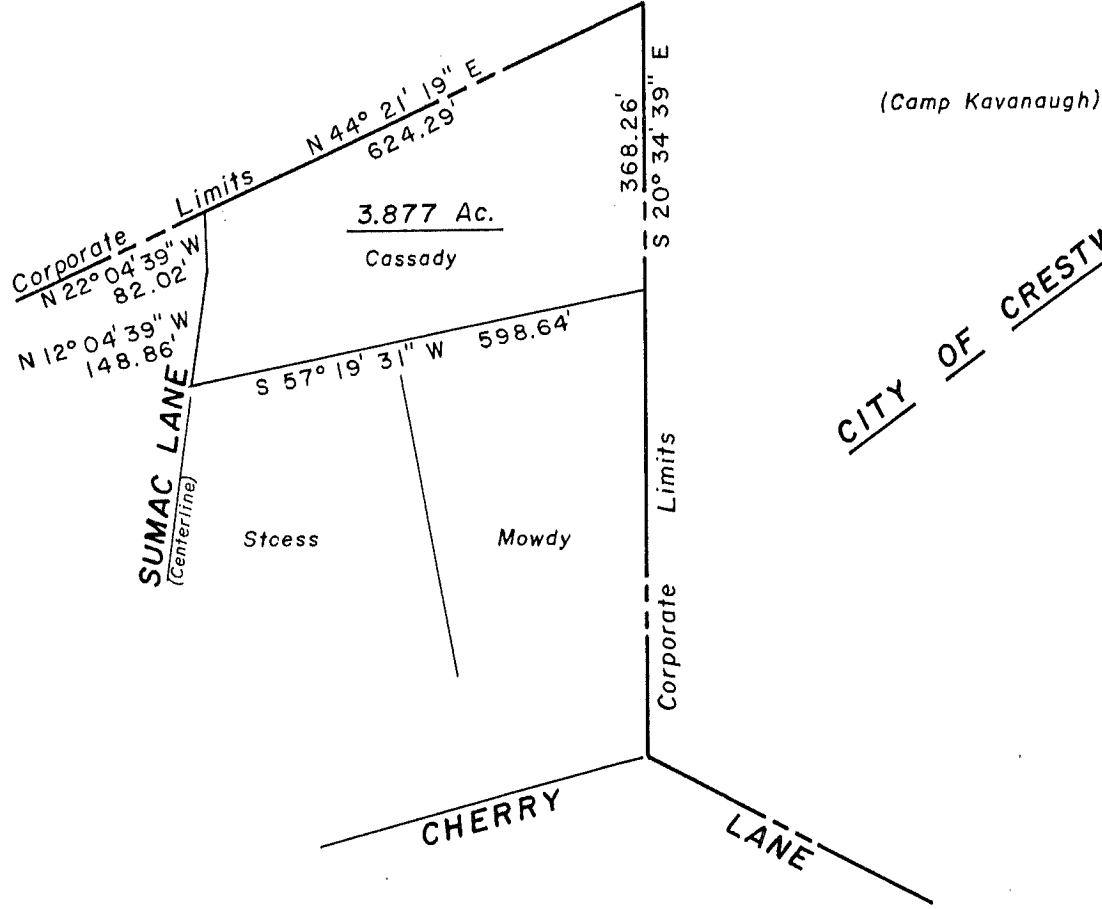 (Camp Kavanaugh)
N 44° 21' 19" E
624.29'
368.26'
S 20° 34' 39" E
Corporate Limits
N 22° 04' 39" W
82.02'
3.877 Ac.
Cassady
N 12° 04' 39" W
148.86'
S 57° 19' 31" W 598.64'
CITY OF
SUMAC LANE
(Centerline)
Stoess
Mowdy
Corporate Limits
CHERRY
LANE